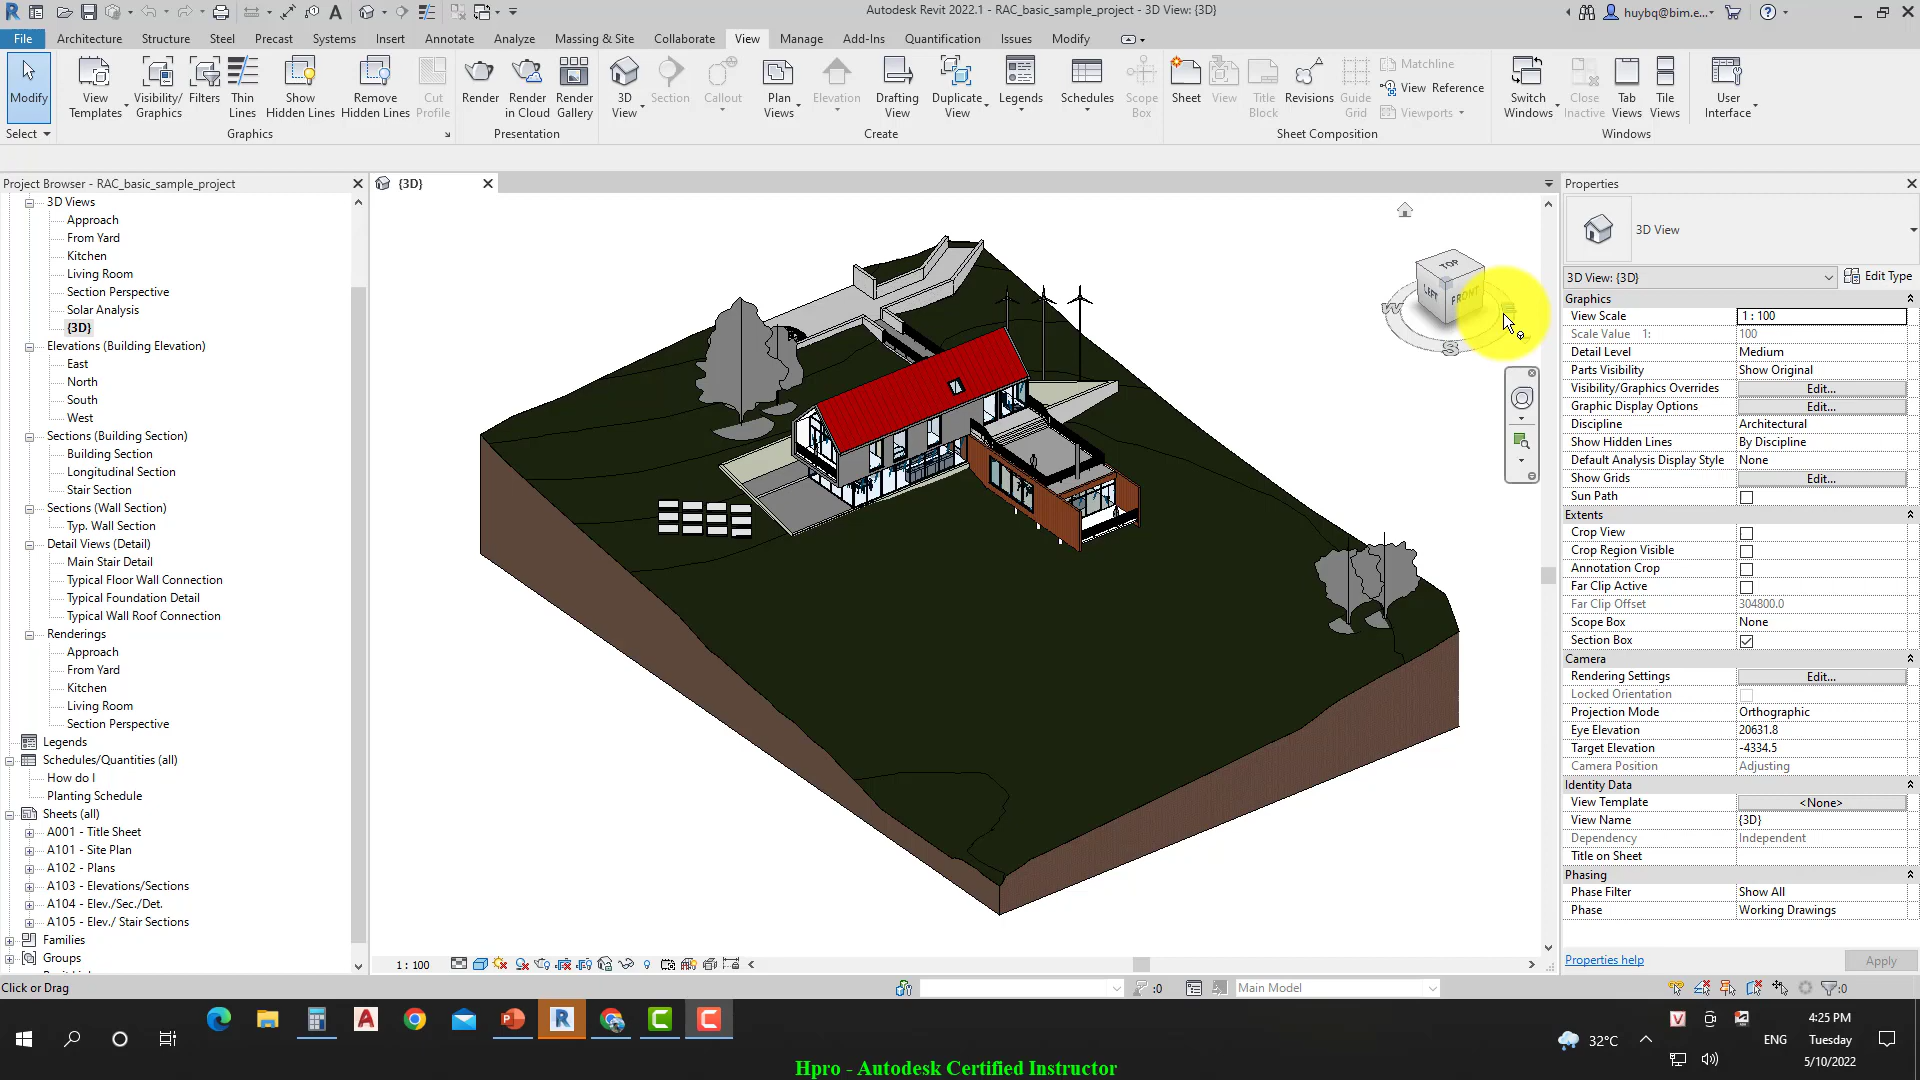 Autodesk Revit 2022.1 - RAC_basic_sample_project - 3D View: {3D}
huybq@bim.e...
File Architecture Structure Steel Precast Systems Insert Annotate Analyze Massing & Site Collaborate View Manage Add-Ins Quantification Issues Modify
Modify
View Templates
Visibility/ Graphics
Filters
Thin Lines
Show Hidden Lines
Remove Hidden Lines
Cut Profile
Render
Render in Cloud
Render Gallery
3D View
Section
Callout
Plan Views
Elevation
Drafting View
Duplicate View
Legends
Schedules
Scope Box
Sheet
View
Title Block
Revisions
Guide Grid
Matchline
View Reference
Viewports
Switch Windows
Close Inactive
Tab Views
Tile Views
User Interface
Select
Graphics
Presentation
Create
Sheet Composition
Windows
Project Browser - RAC_basic_sample_project
3D Views
Approach
From Yard
Kitchen
Living Room
Section Perspective
Solar Analysis
{3D}
Elevations (Building Elevation)
East
North
South
West
Sections (Building Section)
Building Section
Longitudinal Section
Stair Section
Sections (Wall Section)
Typ. Wall Section
Detail Views (Detail)
Main Stair Detail
Typical Floor Wall Connection
Typical Foundation Detail
Typical Wall Roof Connection
Renderings
Approach
From Yard
Kitchen
Living Room
Section Perspective
Legends
Schedules/Quantities (all)
How do I
Planting Schedule
Sheets (all)
A001 - Title Sheet
A101 - Site Plan
A102 - Plans
A103 - Elevations/Sections
A104 - Elev./Sec./Det.
A105 - Elev./ Stair Sections
Families
Groups
{3D}
TOP
LEFT
FRONT
W
S
1 : 100
Properties
3D View
3D View: {3D}
Edit Type
Graphics
View Scale 1 : 100
Scale Value 1: 100
Detail Level Medium
Parts Visibility Show Original
Visibility/Graphics Overrides Edit...
Graphic Display Options Edit...
Discipline Architectural
Show Hidden Lines By Discipline
Default Analysis Display Style None
Show Grids Edit...
Sun Path
Extents
Crop View
Crop Region Visible
Annotation Crop
Far Clip Active
Far Clip Offset 304800.0
Scope Box None
Section Box
Camera
Rendering Settings Edit...
Locked Orientation
Projection Mode Orthographic
Eye Elevation 20631.8
Target Elevation -4334.5
Camera Position Adjusting
Identity Data
View Template <None>
View Name {3D}
Dependency Independent
Title on Sheet
Phasing
Phase Filter Show All
Phase Working Drawings
Properties help
Apply
Click or Drag
:0
Main Model
:0
32°C
ENG
4:25 PM
Tuesday
5/10/2022
Hpro - Autodesk Certified Instructor